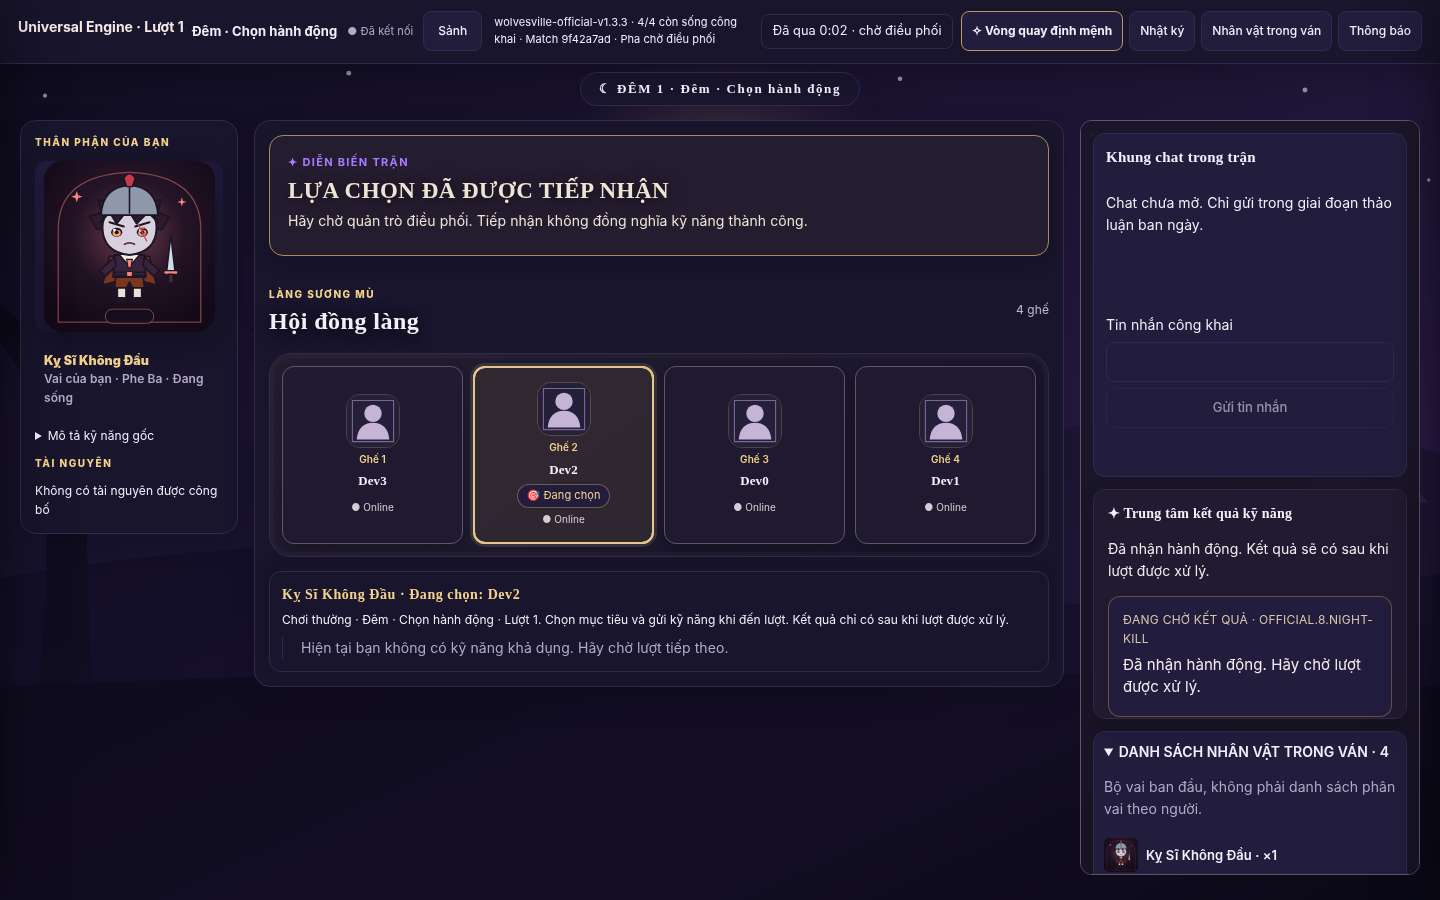 Universal Engine · Lượt 1
Đêm · Chọn hành động
Đã kết nối
Sảnh
wolvesville-official-v1.3.3 · 4/4 còn sống công
khai · Match 9f42a7ad · Pha chờ điều phối
Đã qua 0:02 · chờ điều phối
✧ Vòng quay định mệnh
Nhật ký
Nhân vật trong ván
Thông báo
☾ ĐÊM 1 · Đêm · Chọn hành động
THÂN PHẬN CỦA BẠN
Kỵ Sĩ Không Đầu
Vai của bạn · Phe Ba · Đang
sống
▶ Mô tả kỹ năng gốc
TÀI NGUYÊN
Không có tài nguyên được công
bố
✦ DIỄN BIẾN TRẬN
LỰA CHỌN ĐÃ ĐƯỢC TIẾP NHẬN
Hãy chờ quản trò điều phối. Tiếp nhận không đồng nghĩa kỹ năng thành công.
LÀNG SƯƠNG MÙ
Hội đồng làng
4 ghế
Ghế 1
Dev3
Online
Ghế 2
Dev2
🎯 Đang chọn
Online
Ghế 3
Dev0
Online
Ghế 4
Dev1
Online
Kỵ Sĩ Không Đầu · Đang chọn: Dev2
Chơi thường · Đêm · Chọn hành động · Lượt 1. Chọn mục tiêu và gửi kỹ năng khi đến lượt. Kết quả chỉ có sau khi lượt được xử lý.
Hiện tại bạn không có kỹ năng khả dụng. Hãy chờ lượt tiếp theo.
Khung chat trong trận
Chat chưa mở. Chỉ gửi trong giai đoạn thảo
luận ban ngày.
Tin nhắn công khai
Gửi tin nhắn
✦ Trung tâm kết quả kỹ năng
Đã nhận hành động. Kết quả sẽ có sau khi
lượt được xử lý.
ĐANG CHỜ KẾT QUẢ · OFFICIAL.8.NIGHT-
KILL
Đã nhận hành động. Hãy chờ lượt
được xử lý.
▼ DANH SÁCH NHÂN VẬT TRONG VÁN · 4
Bộ vai ban đầu, không phải danh sách phân
vai theo người.
Kỵ Sĩ Không Đầu · ×1